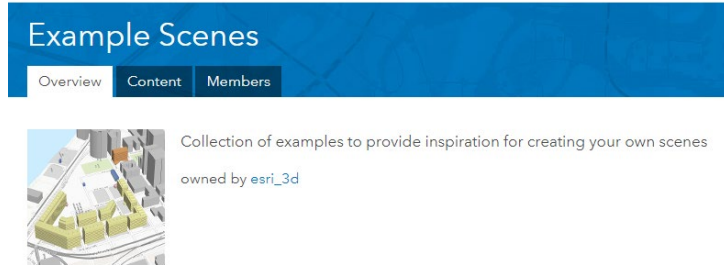 Example Scenes
Overview Content Members
Collection of examples to provide inspiration for creating your own scenes
owned by esri_3d